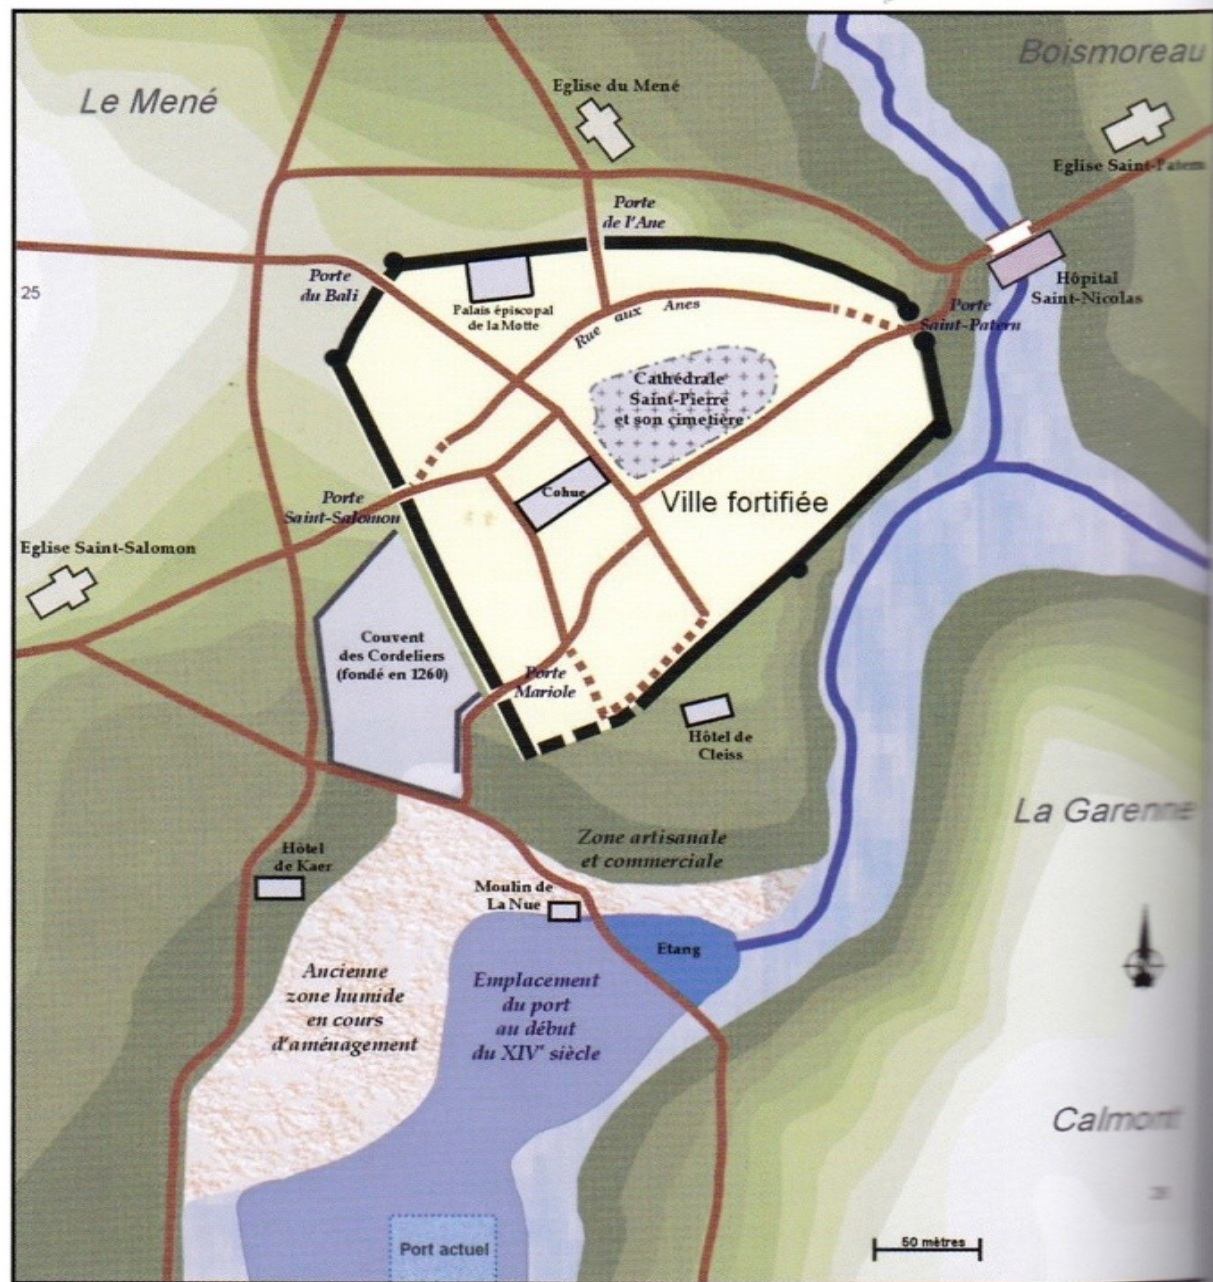 Boismoreau
Le Mené
Eglise du Mené
Eglise Saint-Patern
Porte
de l'Ane
Porte
du Bali
25
Palais épiscopal
de la Motte
Rue aux Anes
Hôpital
Saint-Nicolas
Porte
Saint-Patern
Cathédrale
Saint-Pierre
et son cimetière
Cohue
Ville fortifiée
Porte
Saint-Salomon
Eglise Saint-Salomon
Couvent
des Cordeliers
(fondé en 1260)
Porte
Mariole
Hôtel de
Cleiss
La Garenne
Zone artisanale
et commerciale
Hôtel
de Kaer
Moulin de
La Nue
Etang
Ancienne
zone humide
en cours
d'aménagement
Emplacement
du port
au début
du XIVe siècle
Calmont
Port actuel
50 mètres